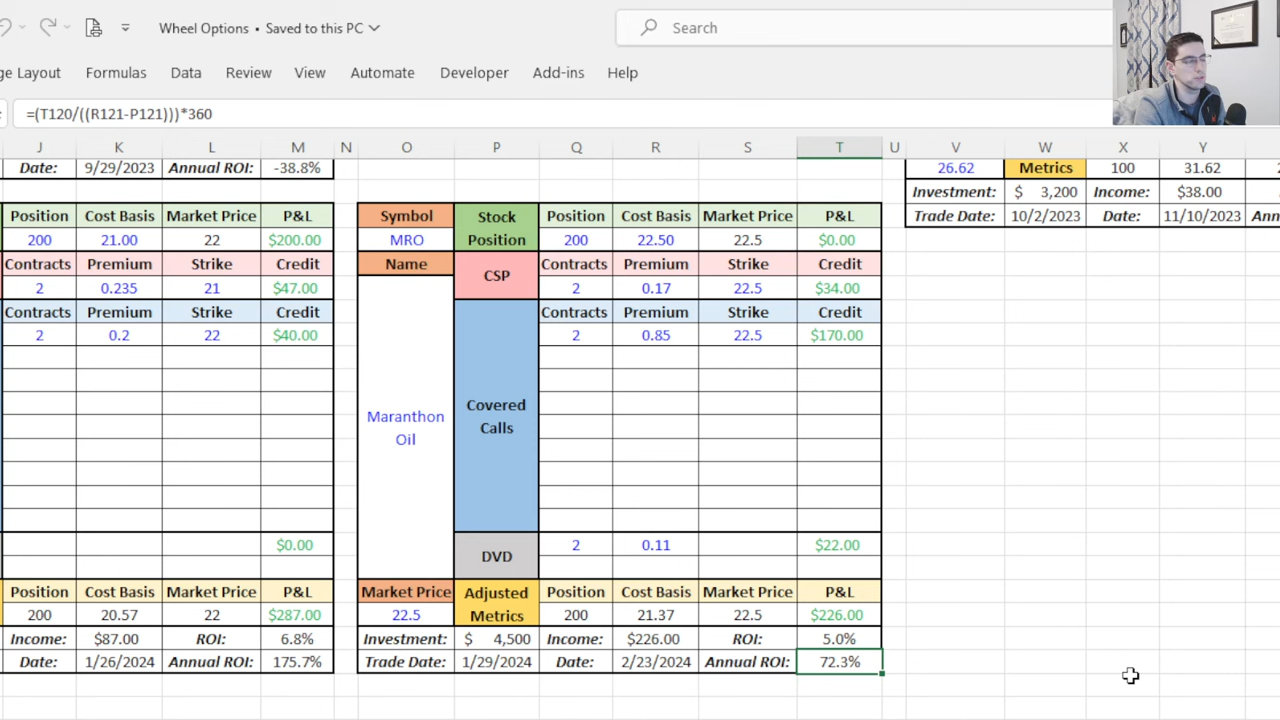 Wheel Options • Saved to this PC
Search
ge Layout Formulas Data Review View Automate Developer Add-ins Help
=(T120/((R121-P121)))*360
J K L M N O P Q R S T U V W X Y
Date: 9/29/2023 Annual ROI: -38.8% 26.62 Metrics 100 31.62
Investment: $ 3,200 Income: $38.00
Position Cost Basis Market Price P&L Symbol Stock Position Position Cost Basis Market Price P&L Trade Date: 10/2/2023 Date: 11/10/2023
200 21.00 22 $200.00 MRO 200 22.50 22.5 $0.00
Contracts Premium Strike Credit Name CSP Contracts Premium Strike Credit
2 0.235 21 $47.00 2 0.17 22.5 $34.00
Contracts Premium Strike Credit Contracts Premium Strike Credit
2 0.2 22 $40.00 2 0.85 22.5 $170.00
Maranthon Covered
Oil Calls
$0.00 DVD 2 0.11 $22.00
Position Cost Basis Market Price P&L Market Price Adjusted Position Cost Basis Market Price P&L
200 20.57 22 $287.00 22.5 Metrics 200 21.37 22.5 $226.00
Income: $87.00 ROI: 6.8% Investment: $ 4,500 Income: $226.00 ROI: 5.0%
Date: 1/26/2024 Annual ROI: 175.7% Trade Date: 1/29/2024 Date: 2/23/2024 Annual ROI: 72.3%